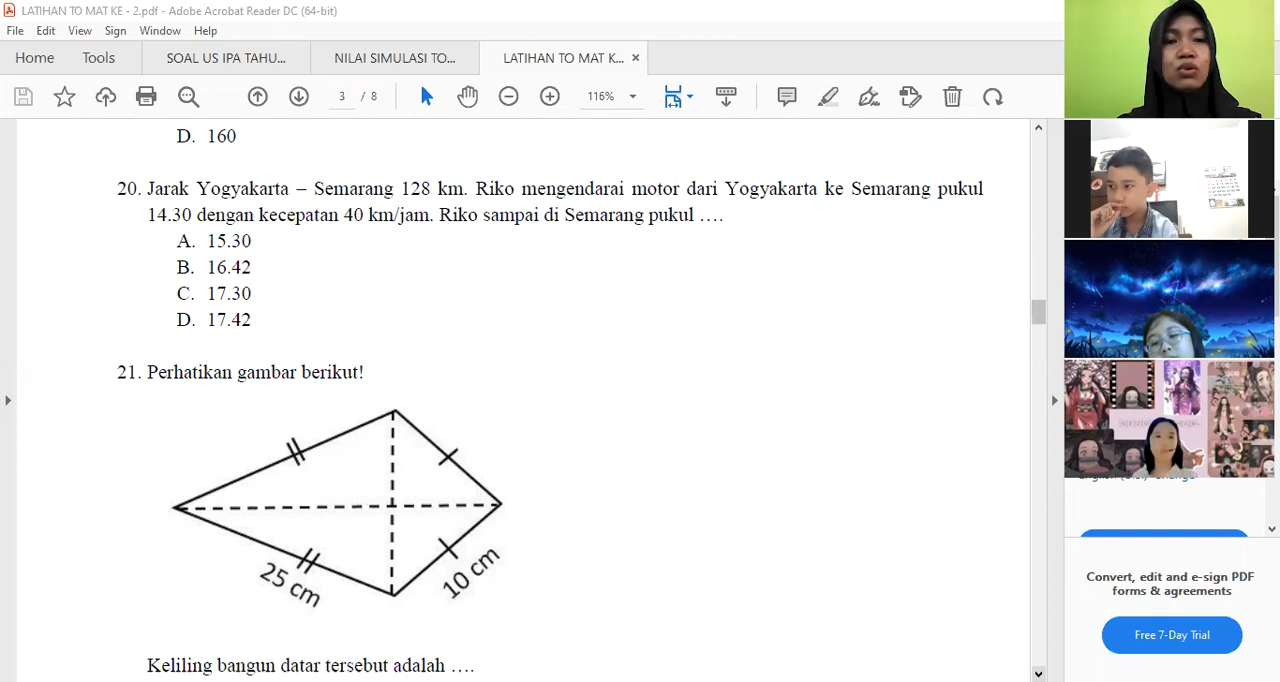 LATIHAN TO MAT KE - 2.pdf - Adobe Acrobat Reader DC (64-bit)
File Edit View Sign Window Help
Home Tools SOAL US IPA TAHU... NILAI SIMULASI TO... LATIHAN TO MAT K... ×
3 / 8 116%
D. 160
20. Jarak Yogyakarta – Semarang 128 km. Riko mengendarai motor dari Yogyakarta ke Semarang pukul
14.30 dengan kecepatan 40 km/jam. Riko sampai di Semarang pukul ….
A. 15.30
B. 16.42
C. 17.30
D. 17.42
21. Perhatikan gambar berikut!
25 cm
10 cm
Keliling bangun datar tersebut adalah ….
Convert, edit and e-sign PDF
forms & agreements
Free 7-Day Trial